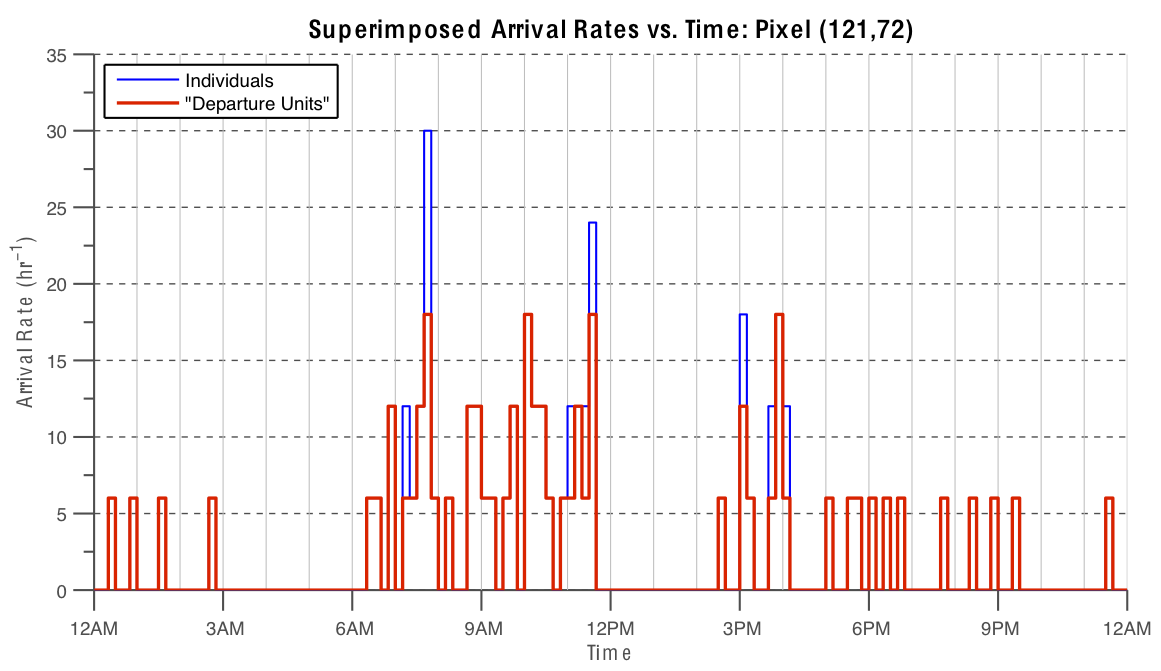 Superimposed Arrival Rates vs. Time: Pixel (121,72)
35
Individuals
"Departure Units"
30
25
20
15
10
5
0
Arrival Rate (hr⁻¹)
12AM 3AM 6AM 9AM 12PM 3PM 6PM 9PM 12AM
Time